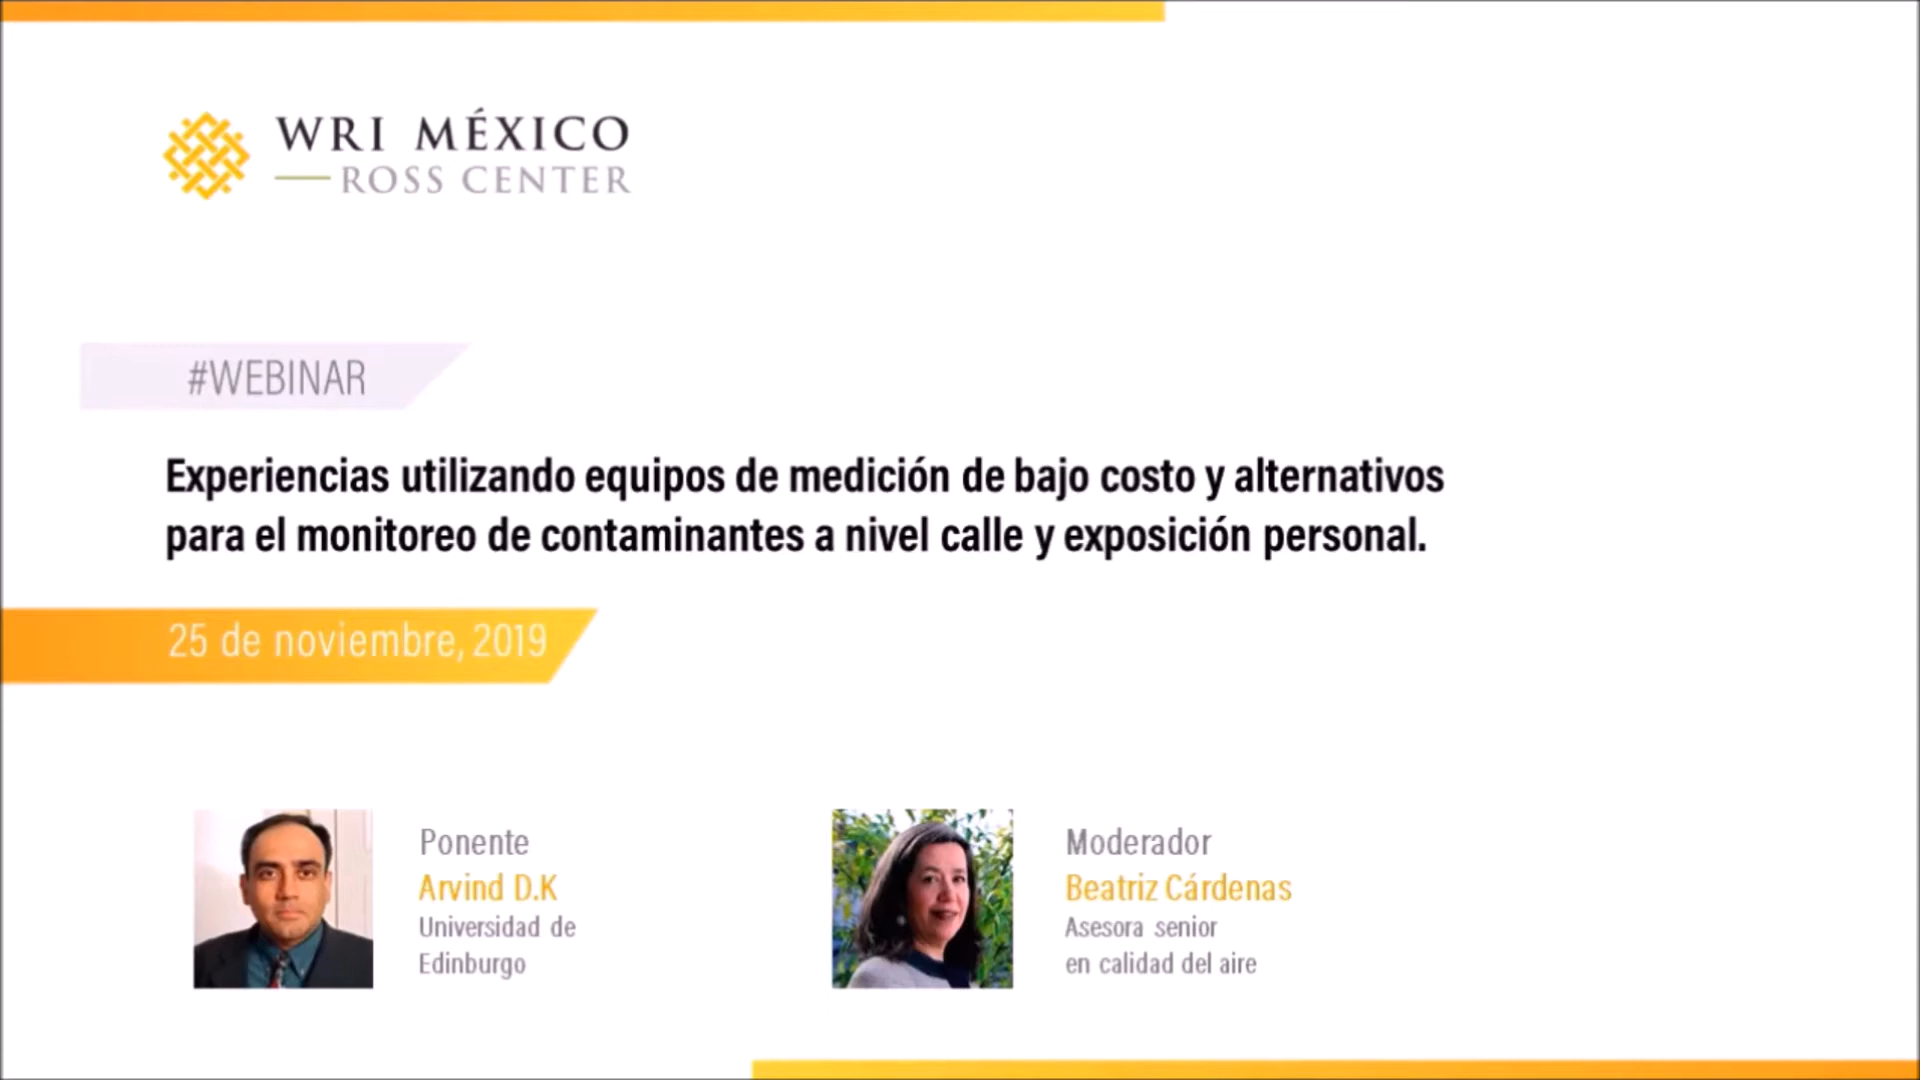 WRI MÉXICO
ROSS CENTER
#WEBINAR
Experiencias utilizando equipos de medición de bajo costo y alternativos
para el monitoreo de contaminantes a nivel calle y exposición personal.
25 de noviembre, 2019
Ponente
Arvind D.K
Universidad de
Edinburgo
Moderador
Beatriz Cárdenas
Asesora senior
en calidad del aire